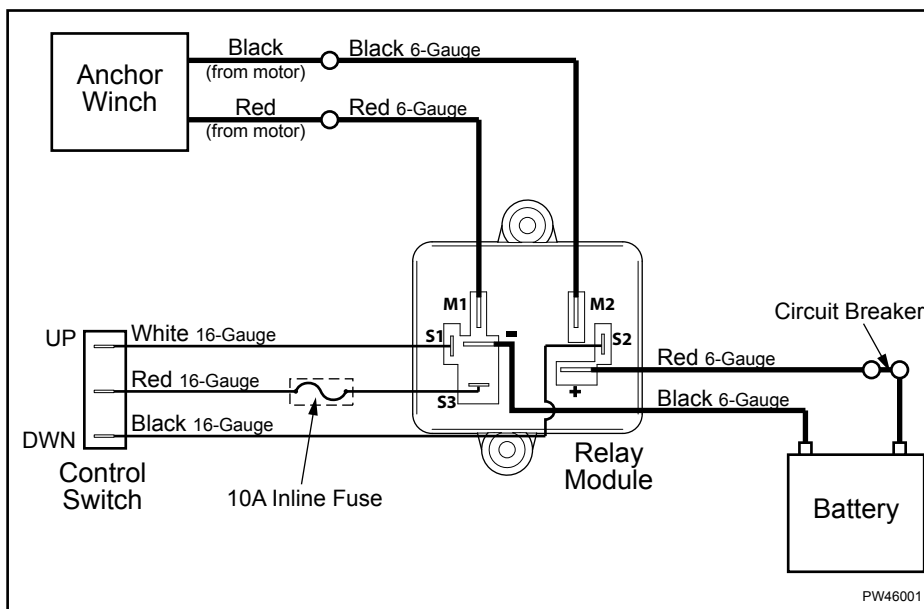 Black Black 6-Gauge
(from motor)
Anchor
Winch
Red Red 6-Gauge
(from motor)
M1 M2
Circuit Breaker
UP White 16-Gauge S1 - S2
Red 6-Gauge
Red 16-Gauge
S3 +
Black 6-Gauge
DWN Black 16-Gauge
Control
Switch
10A Inline Fuse
Relay
Module
Battery
PW46001